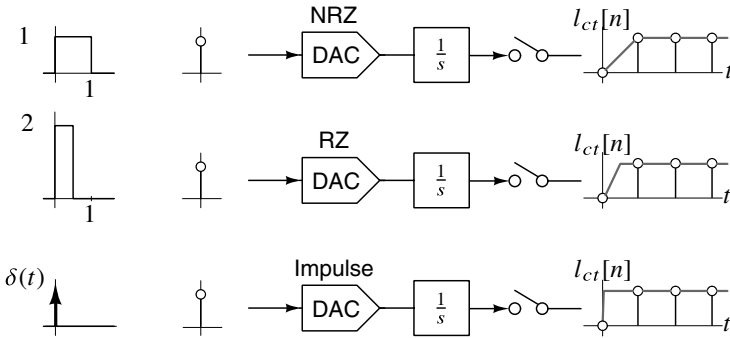 NRZ
1
1
DAC
1/s
l_ct[n]
t
RZ
2
1
DAC
1/s
l_ct[n]
t
Impulse
δ(t)
DAC
1/s
l_ct[n]
t